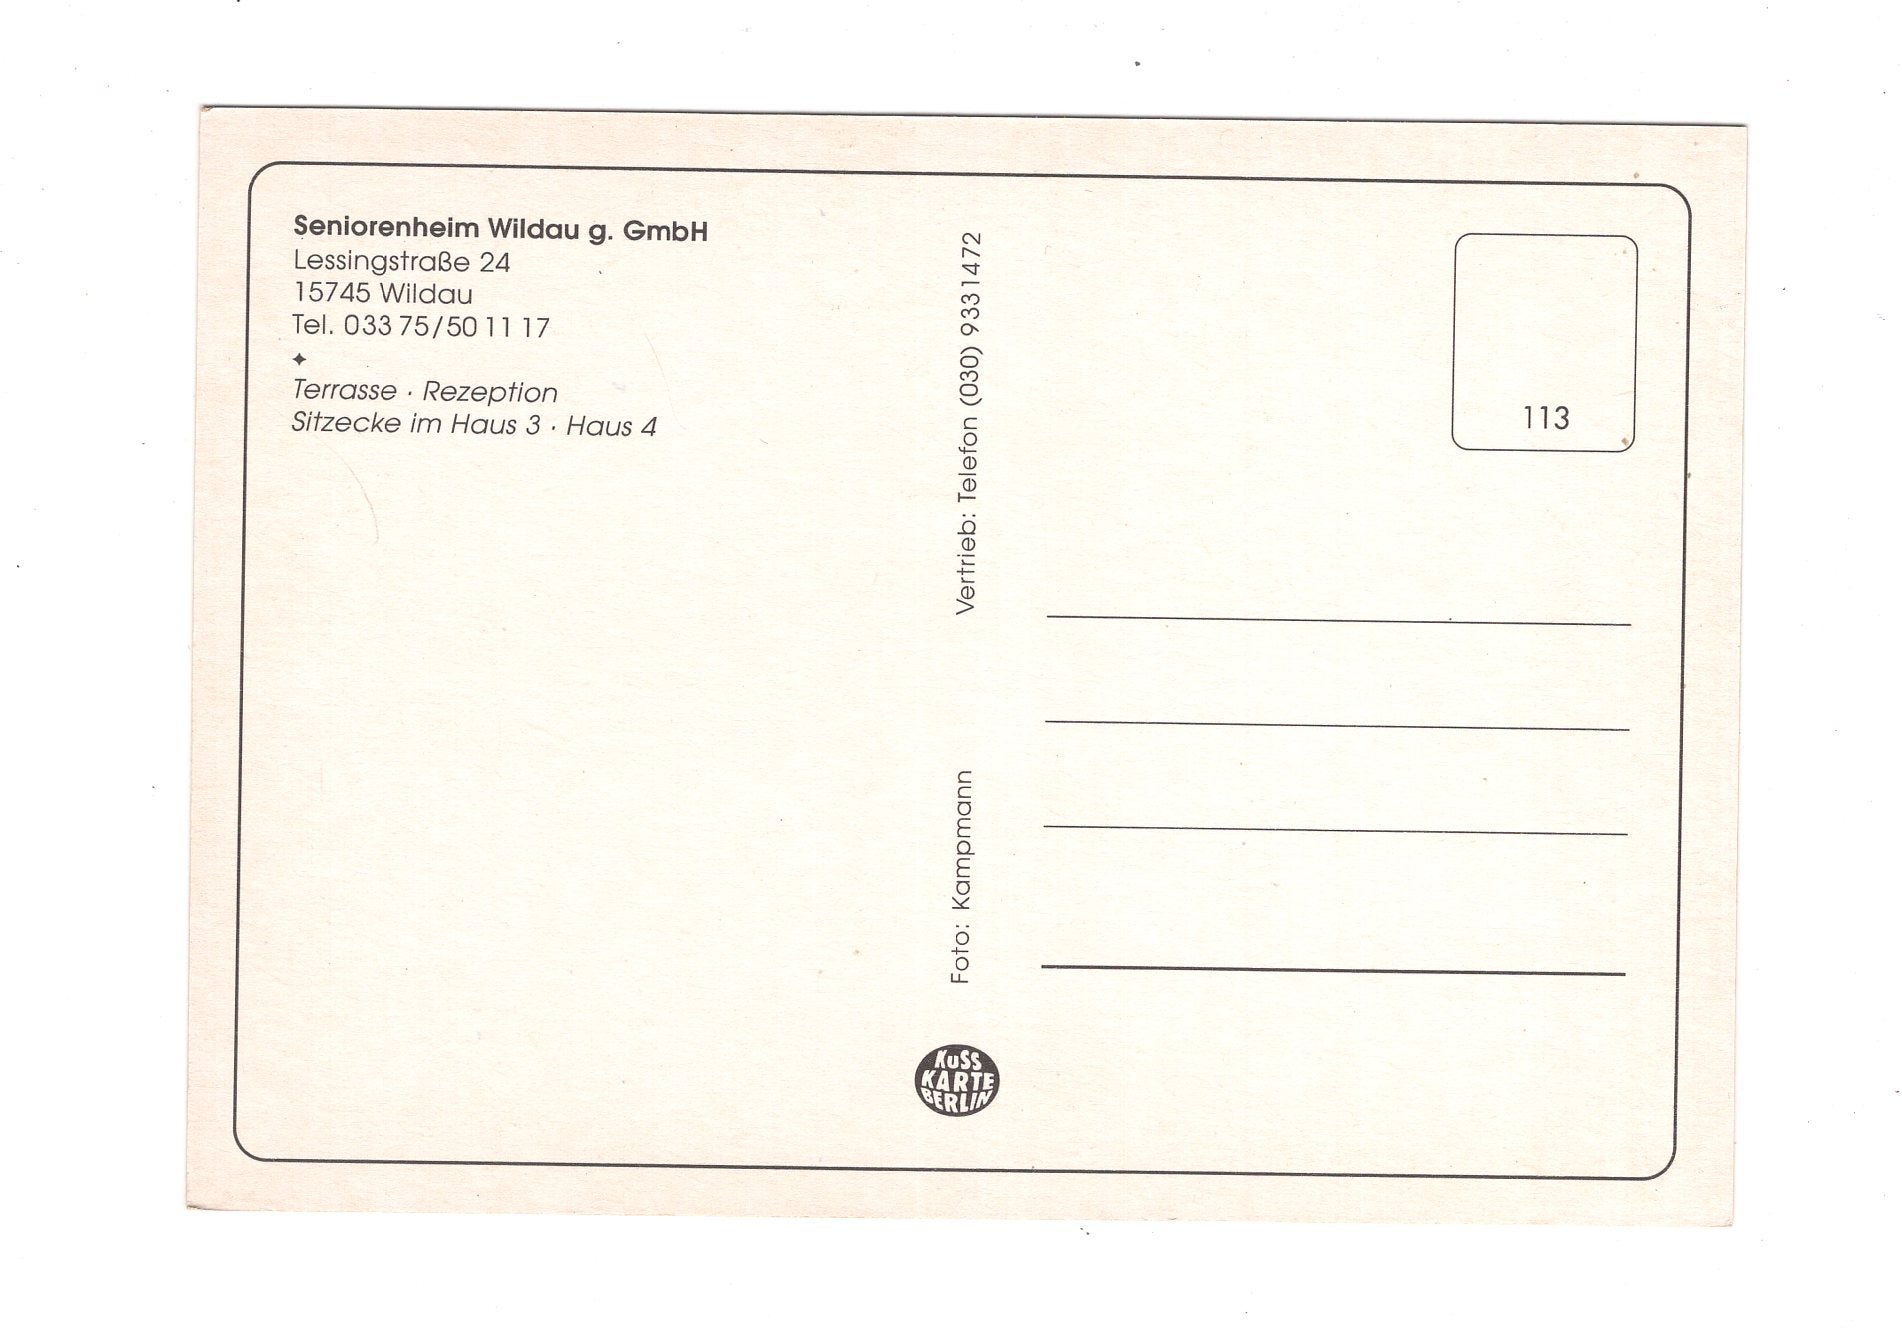 Seniorenheim Wildau g. GmbH
Lessingstraße 24
15745 Wildau
Tel. 033 75/50 11 17
Terrasse · Rezeption
Sitzecke im Haus 3 · Haus 4
Vertrieb: Telefon (030) 9331472
Foto: Kampmann
113
KUSS
KARTE
BERLIN